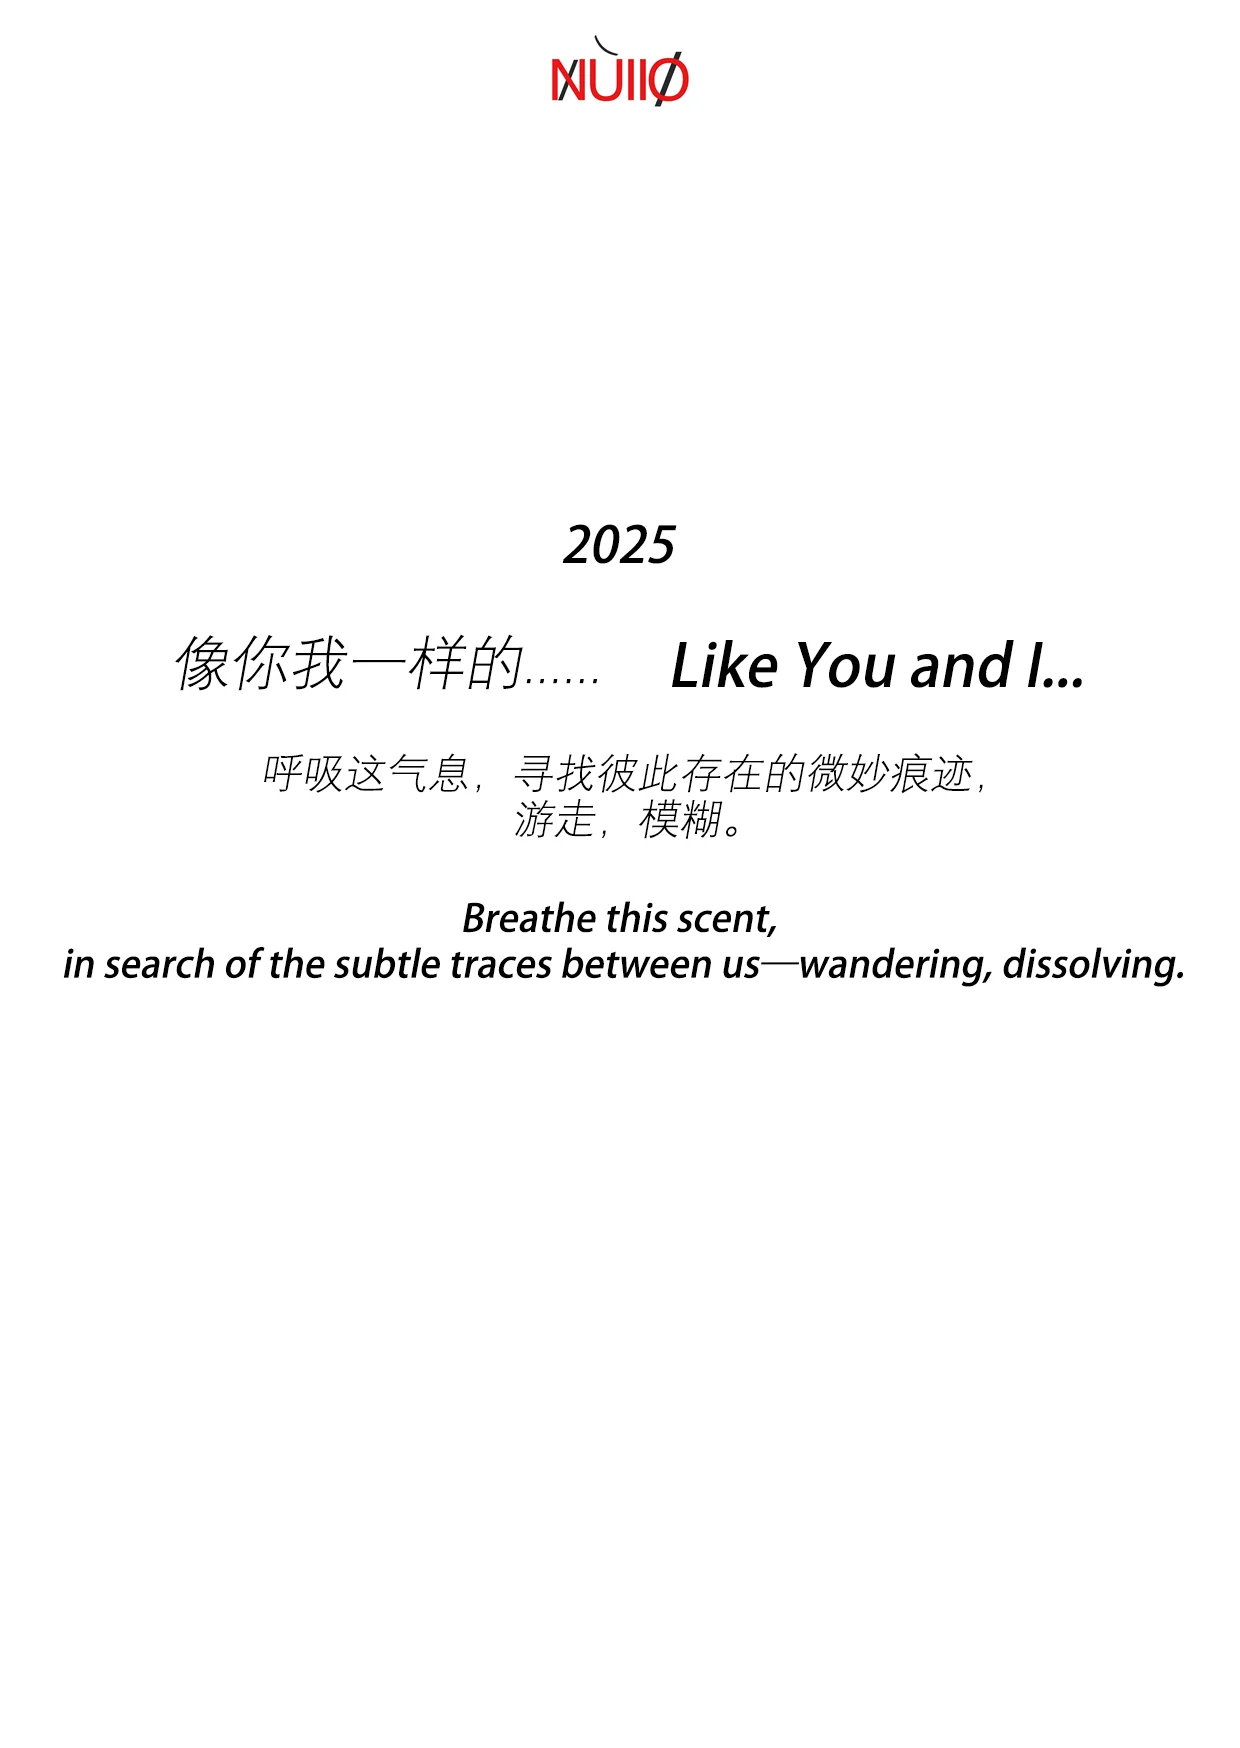 NÙIIØ
2025
像你我一样的…… Like You and I...
呼吸这气息，寻找彼此存在的微妙痕迹，
游走，模糊。
Breathe this scent,
in search of the subtle traces between us—wandering, dissolving.